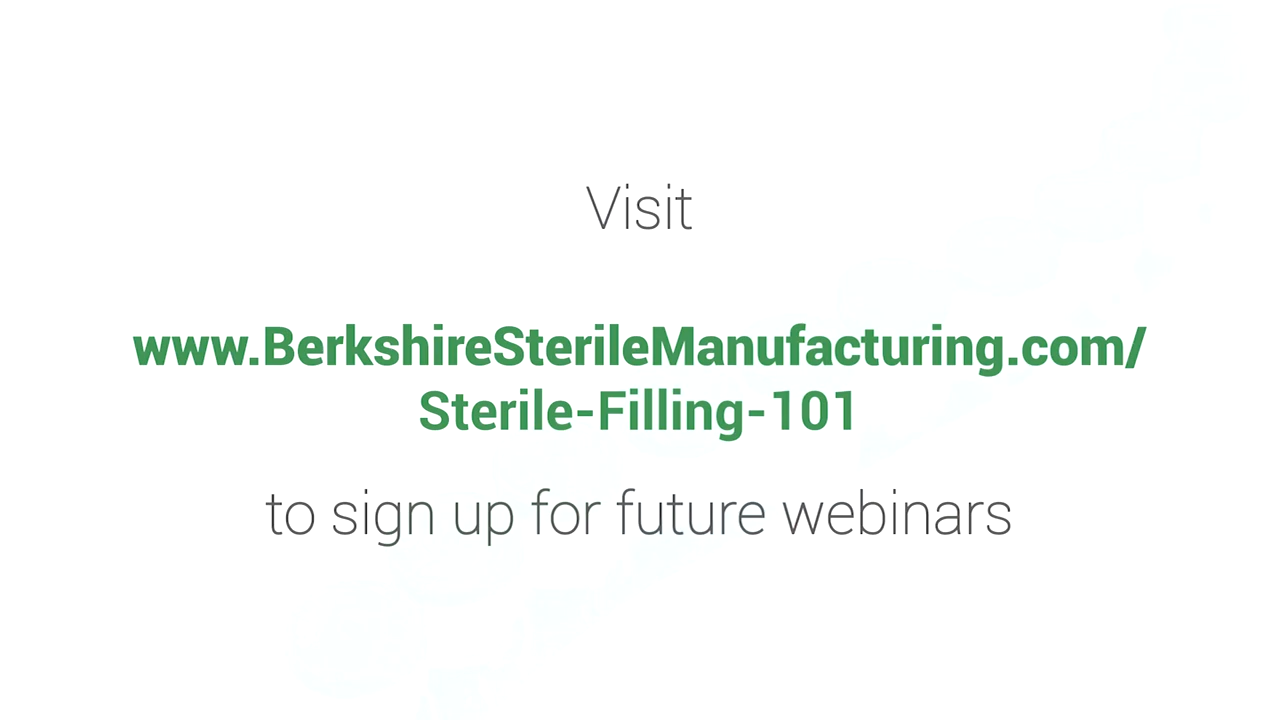 Visit
www.BerkshireSterileManufacturing.com/
Sterile-Filling-101
to sign up for future webinars